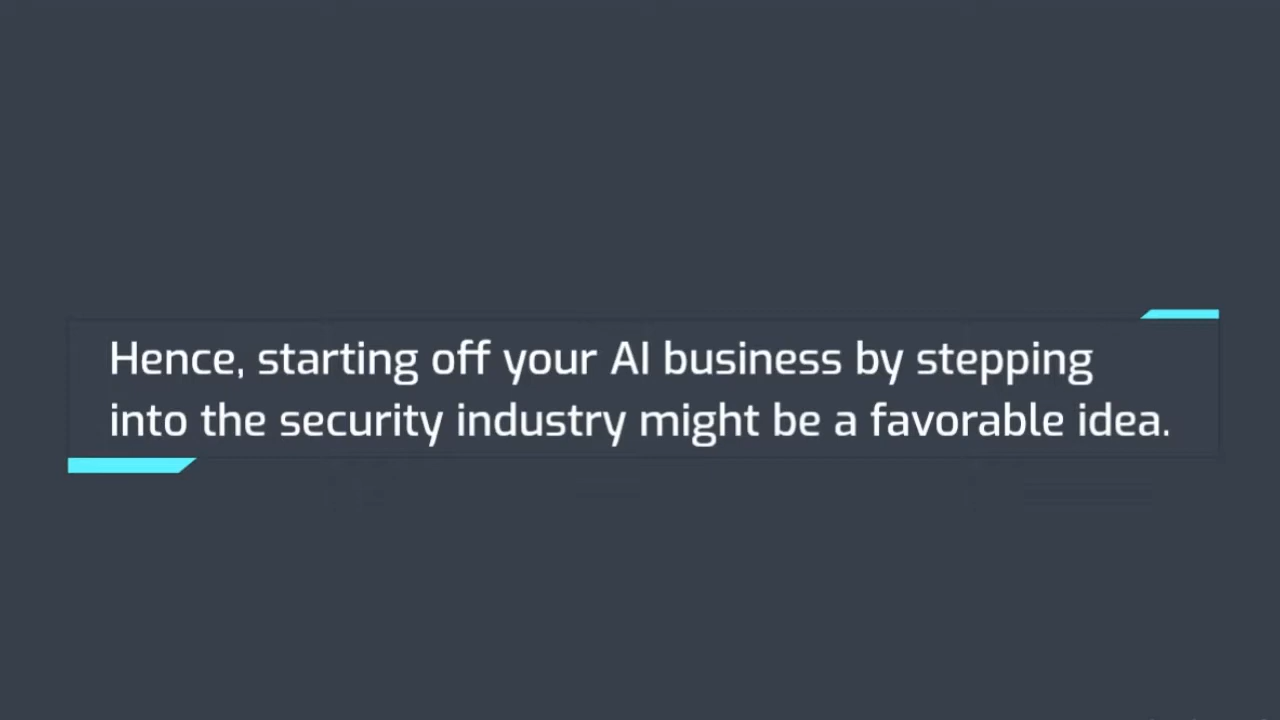 Hence, starting off your AI business by stepping
into the security industry might be a favorable idea.